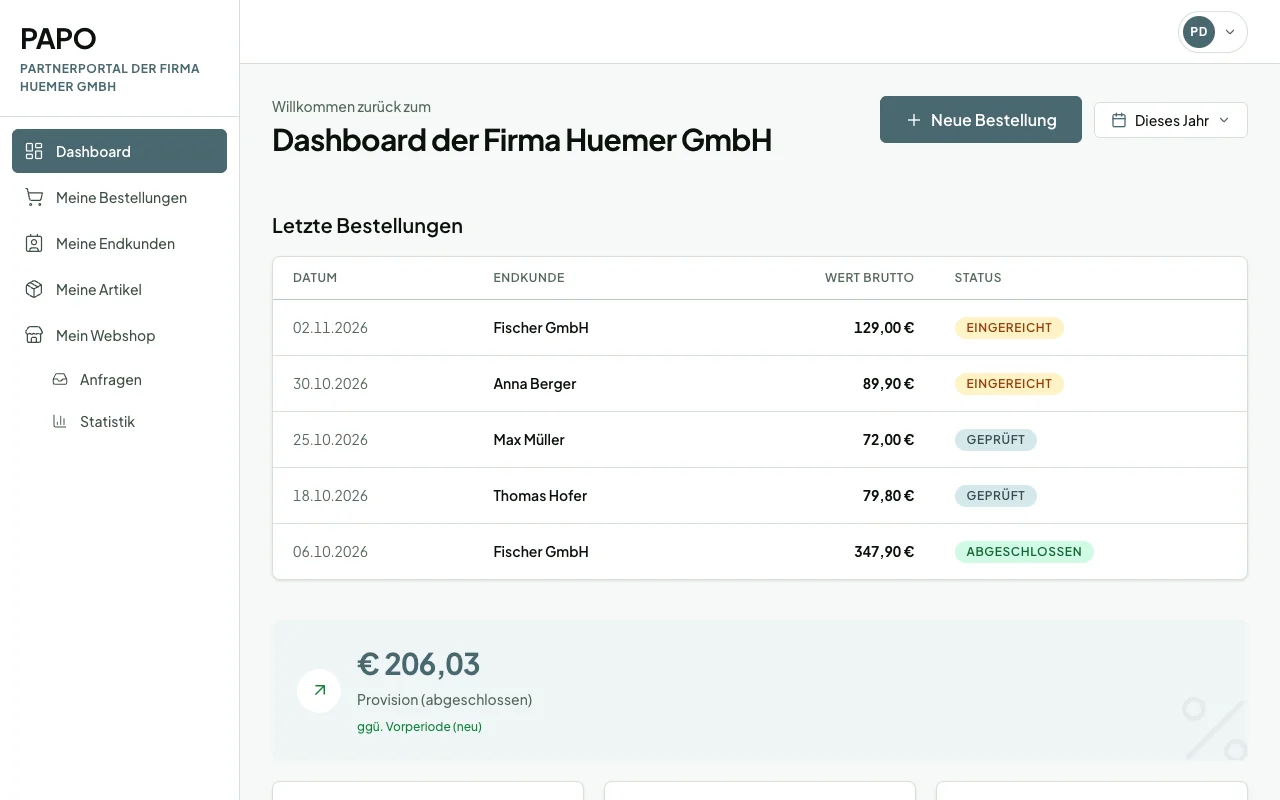 PAPO
PARTNERPORTAL DER FIRMA
HUEMER GMBH
Dashboard
Meine Bestellungen
Meine Endkunden
Meine Artikel
Mein Webshop
Anfragen
Statistik
PD
Willkommen zurück zum
Dashboard der Firma Huemer GmbH
Neue Bestellung
Dieses Jahr
Letzte Bestellungen
DATUM ENDKUNDE WERT BRUTTO STATUS
02.11.2026 Fischer GmbH 129,00 € EINGEREICHT
30.10.2026 Anna Berger 89,90 € EINGEREICHT
25.10.2026 Max Müller 72,00 € GEPRÜFT
18.10.2026 Thomas Hofer 79,80 € GEPRÜFT
06.10.2026 Fischer GmbH 347,90 € ABGESCHLOSSEN
€ 206,03
Provision (abgeschlossen)
ggü. Vorperiode (neu)